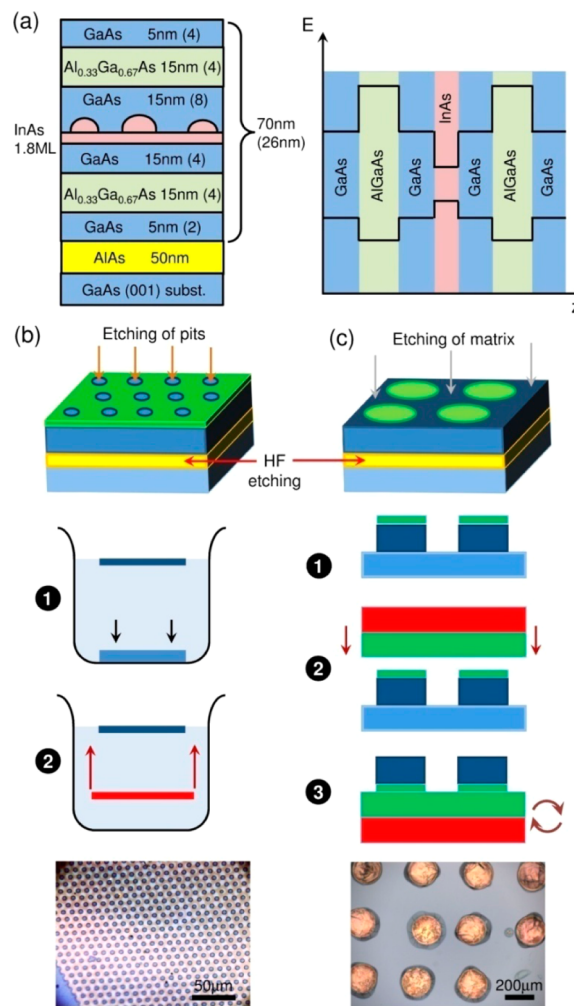 (a)
GaAs 5nm (4)
Al0.33Ga0.67As 15nm (4)
GaAs 15nm (8)
InAs
1.8ML
GaAs 15nm (4)
Al0.33Ga0.67As 15nm (4)
GaAs 5nm (2)
AlAs 50nm
GaAs (001) subst.
70nm
(26nm)
E
GaAs
AlGaAs
GaAs
InAs
GaAs
AlGaAs
GaAs
z
(b)
Etching of pits
(c)
Etching of matrix
HF
etching
1
2
50µm
1
2
3
200µm